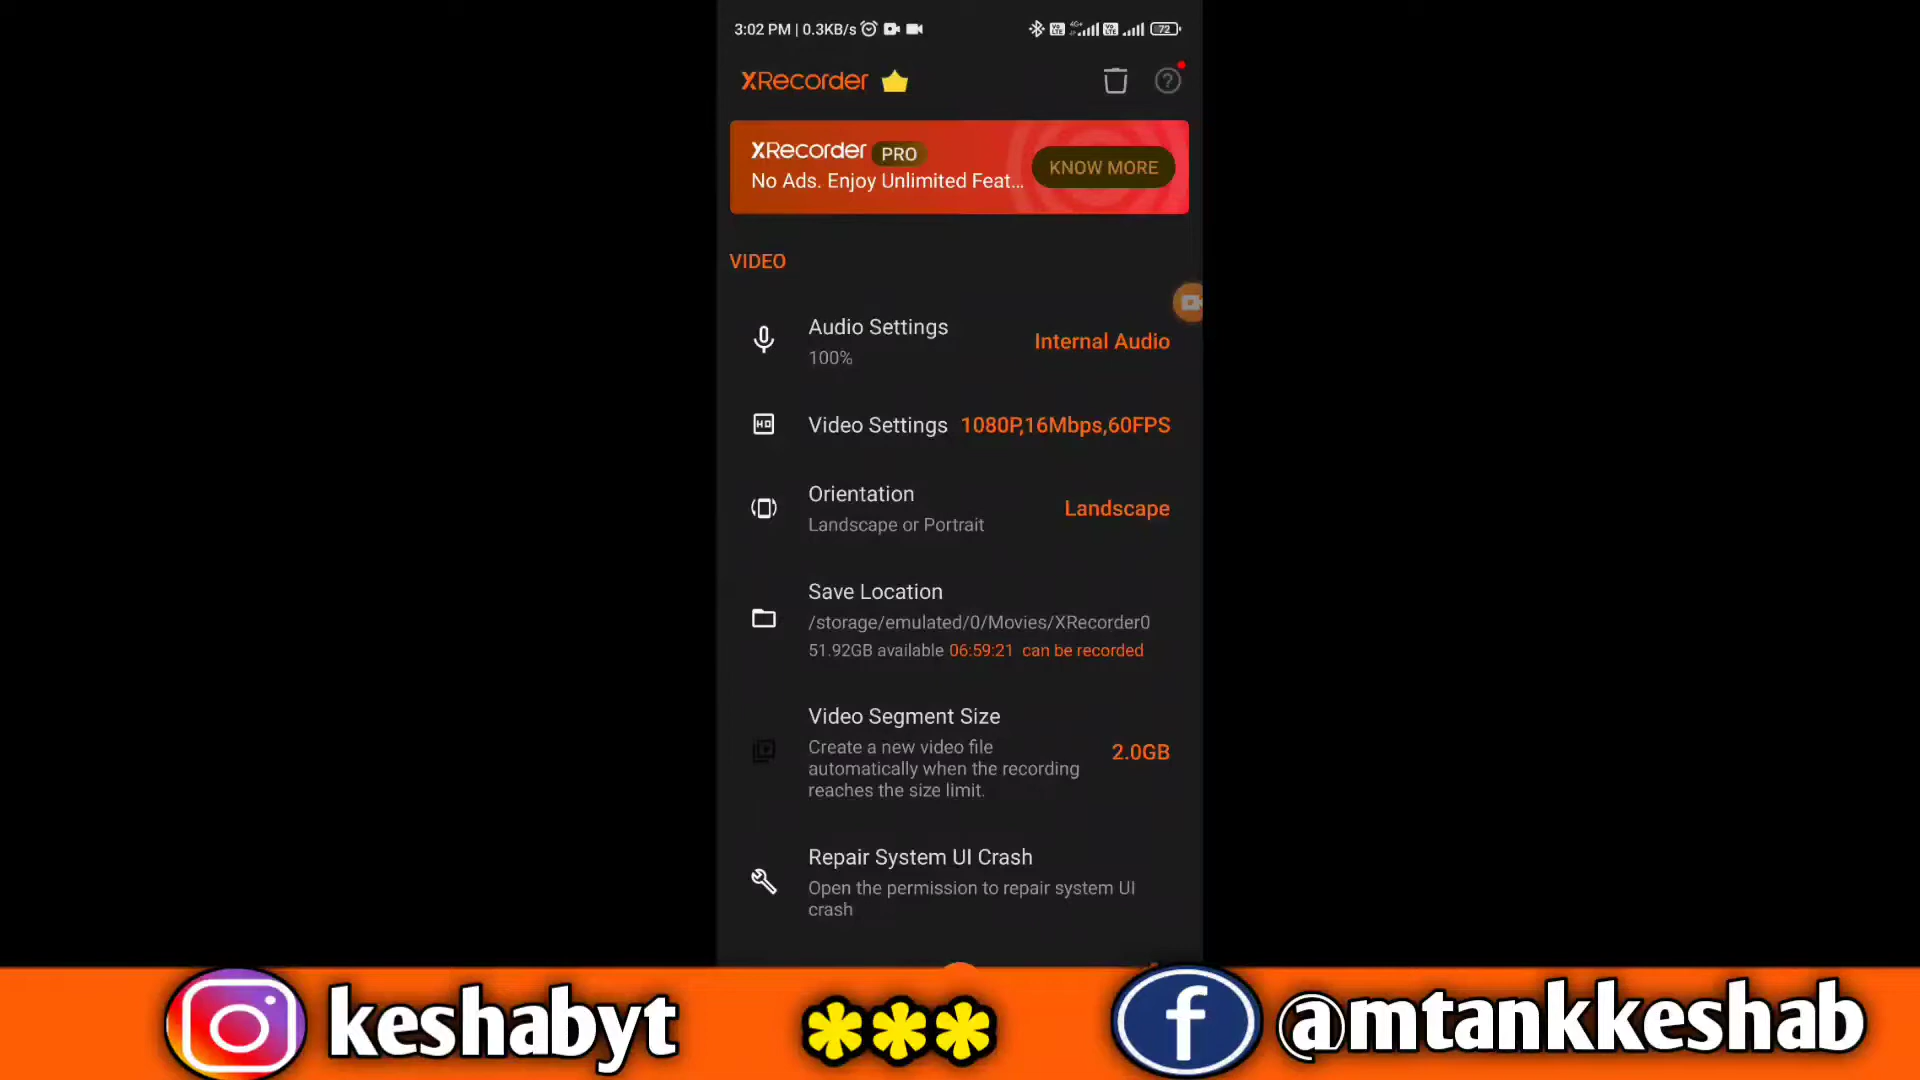 3:02 PM | 0.3KB/s
72
XRecorder
XRecorder PRO
No Ads. Enjoy Unlimited Feat...
KNOW MORE
VIDEO
Audio Settings
100%
Internal Audio
HD
Video Settings
1080P,16Mbps,60FPS
Orientation
Landscape or Portrait
Landscape
Save Location
/storage/emulated/0/Movies/XRecorder0
51.92GB available 06:59:21 can be recorded
Video Segment Size
Create a new video file
automatically when the recording
reaches the size limit.
2.0GB
Repair System UI Crash
Open the permission to repair system UI
crash
keshabyt
***
@mtankkeshab